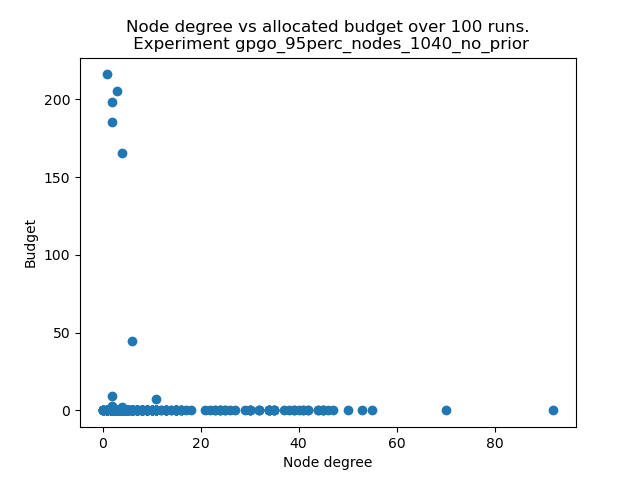 Node degree vs allocated budget over 100 runs.
Experiment gpgo_95perc_nodes_1040_no_prior
200
150
100
50
0
Budget
0 20 40 60 80
Node degree